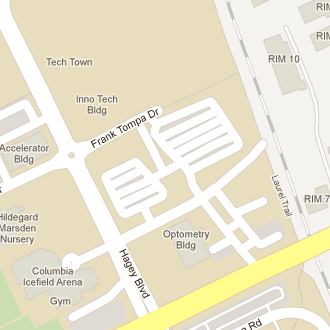 RIM
RIM 10
Tech Town
Inno Tech
Bldg
Frank Tompa Dr
Accelerator
Bldg
Laurel Trail
RIM 7
Hildegard
Marsden
Nursery
Optometry
Bldg
Hagey Blvd
Columbia
Icefield Arena
Gym
Rd